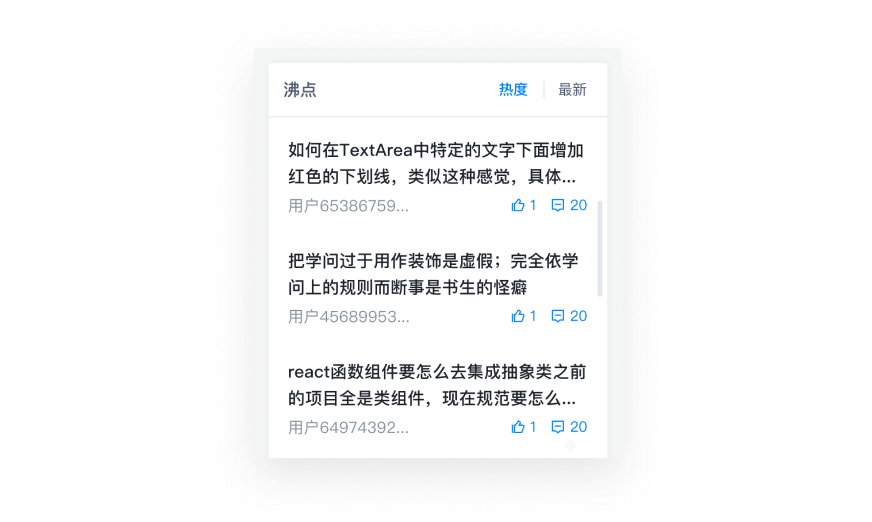 沸点 热度 最新
如何在TextArea中特定的文字下面增加
红色的下划线，类似这种感觉，具体...
用户65386759... 1 20
把学问过于用作装饰是虚假；完全依学
问上的规则而断事是书生的怪癖
用户45689953... 1 20
react函数组件要怎么去集成抽象类之前
的项目全是类组件，现在规范要怎么...
用户64974392... 1 20